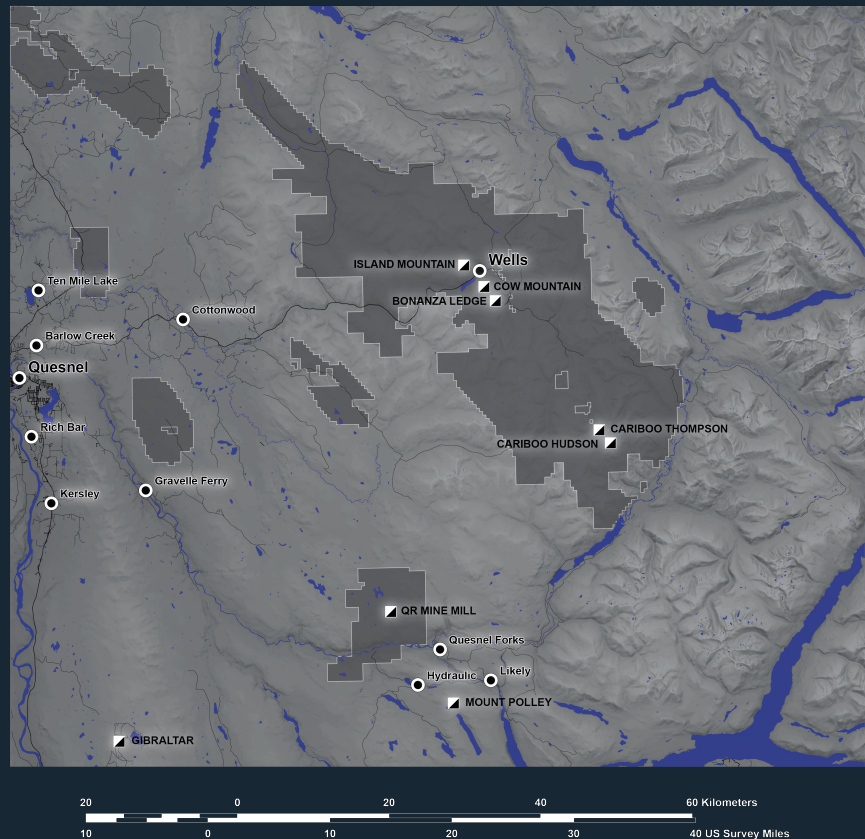 ISLAND MOUNTAIN
Wells
Ten Mile Lake
COW MOUNTAIN
BONANZA LEDGE
Cottonwood
Barlow Creek
Quesnel
Rich Bar
CARIBOO THOMPSON
CARIBOO HUDSON
Gravelle Ferry
Kersley
QR MINE MILL
Quesnel Forks
Hydraulic
Likely
MOUNT POLLEY
GIBRALTAR
20 0 20 40 60 Kilometers
10 0 10 20 30 40 US Survey Miles